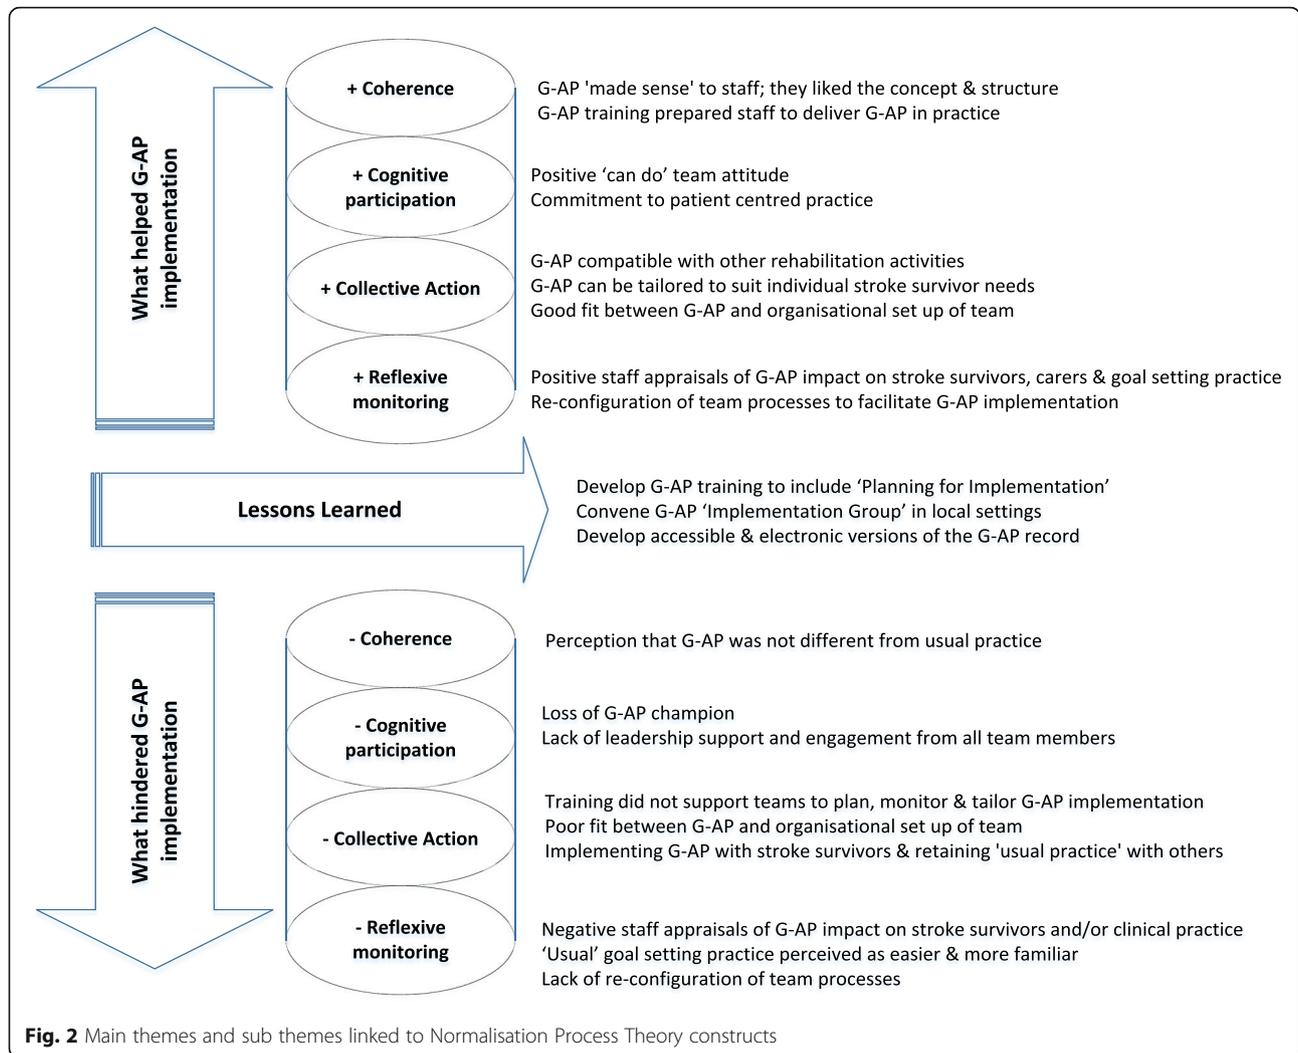 What helped G-AP
implementation
+ Coherence
G-AP 'made sense' to staff; they liked the concept & structure
G-AP training prepared staff to deliver G-AP in practice
+ Cognitive
participation
Positive ‘can do’ team attitude
Commitment to patient centred practice
+ Collective Action
G-AP compatible with other rehabilitation activities
G-AP can be tailored to suit individual stroke survivor needs
Good fit between G-AP and organisational set up of team
+ Reflexive
monitoring
Positive staff appraisals of G-AP impact on stroke survivors, carers & goal setting practice
Re-configuration of team processes to facilitate G-AP implementation
Lessons Learned
Develop G-AP training to include ‘Planning for Implementation’
Convene G-AP ‘Implementation Group’ in local settings
Develop accessible & electronic versions of the G-AP record
What hindered G-AP
implementation
- Coherence
Perception that G-AP was not different from usual practice
- Cognitive
participation
Loss of G-AP champion
Lack of leadership support and engagement from all team members
- Collective Action
Training did not support teams to plan, monitor & tailor G-AP implementation
Poor fit between G-AP and organisational set up of team
Implementing G-AP with stroke survivors & retaining 'usual practice' with others
- Reflexive
monitoring
Negative staff appraisals of G-AP impact on stroke survivors and/or clinical practice
‘Usual’ goal setting practice perceived as easier & more familiar
Lack of re-configuration of team processes
Fig. 2 Main themes and sub themes linked to Normalisation Process Theory constructs